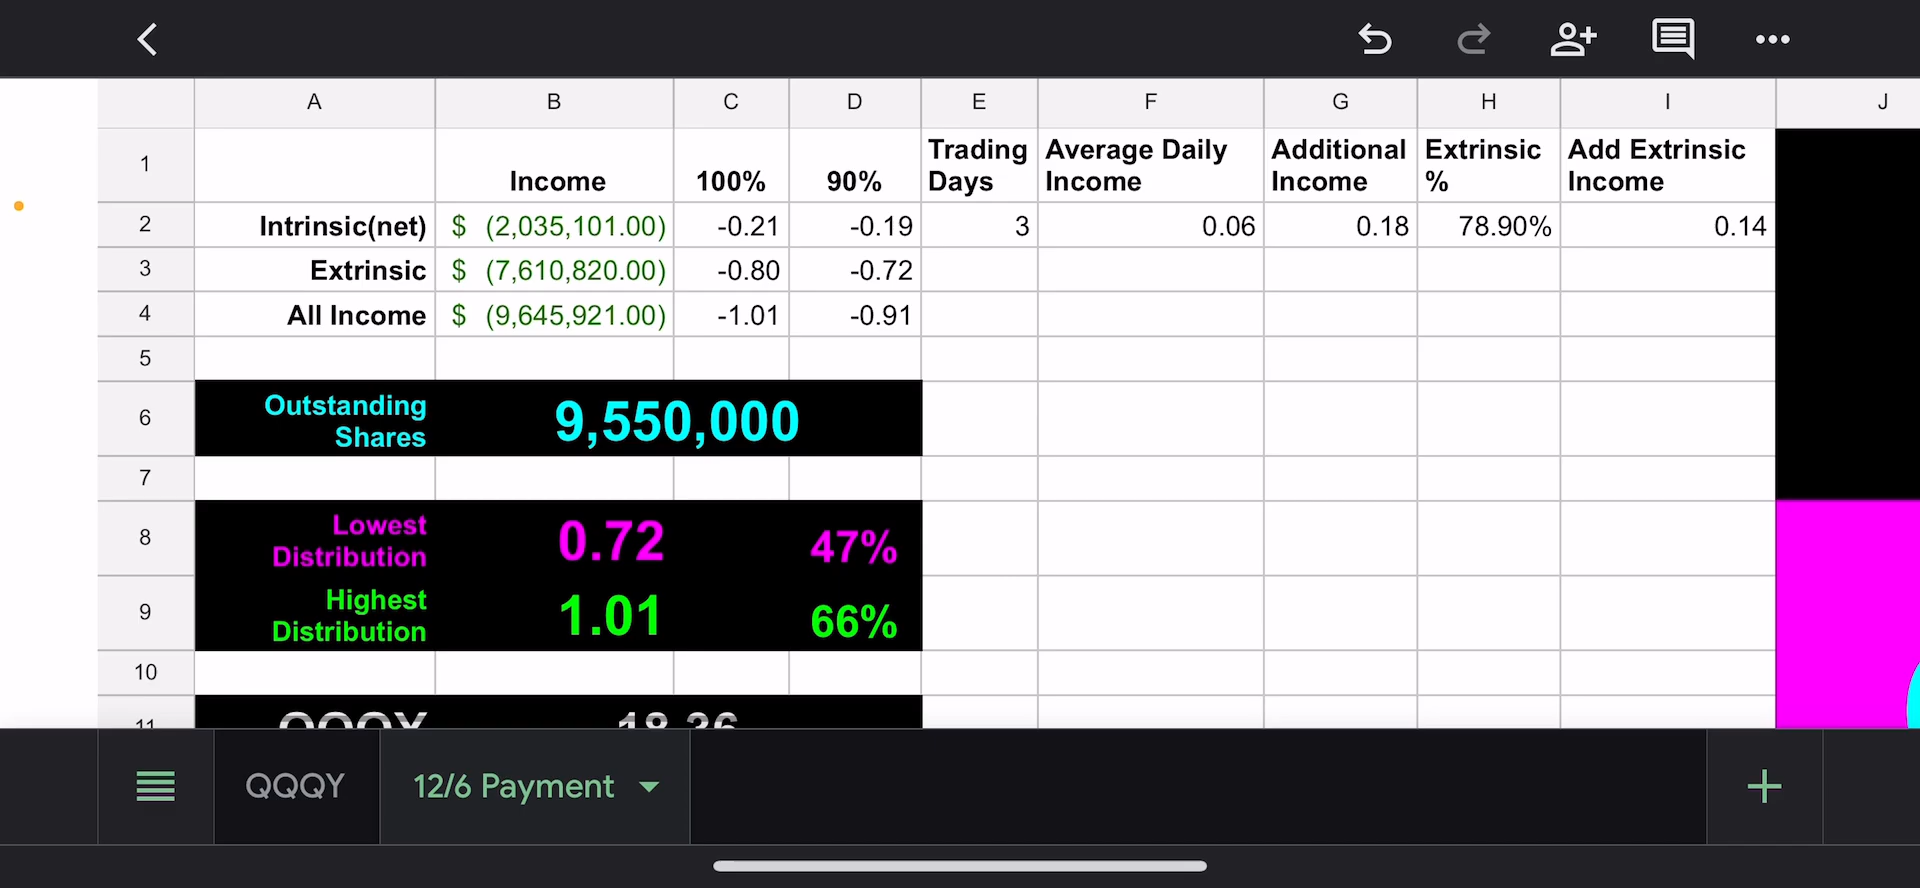 A B C D E F G H I J
1 Income 100% 90% Trading Days Average Daily Income Additional Income Extrinsic % Add Extrinsic Income
2 Intrinsic(net) $ (2,035,101.00) -0.21 -0.19 3 0.06 0.18 78.90% 0.14
3 Extrinsic $ (7,610,820.00) -0.80 -0.72
4 All Income $ (9,645,921.00) -1.01 -0.91
5
6 Outstanding Shares 9,550,000
7
8 Lowest Distribution 0.72 47%
9 Highest Distribution 1.01 66%
10
11 QQQY 18.36
QQQY 12/6 Payment